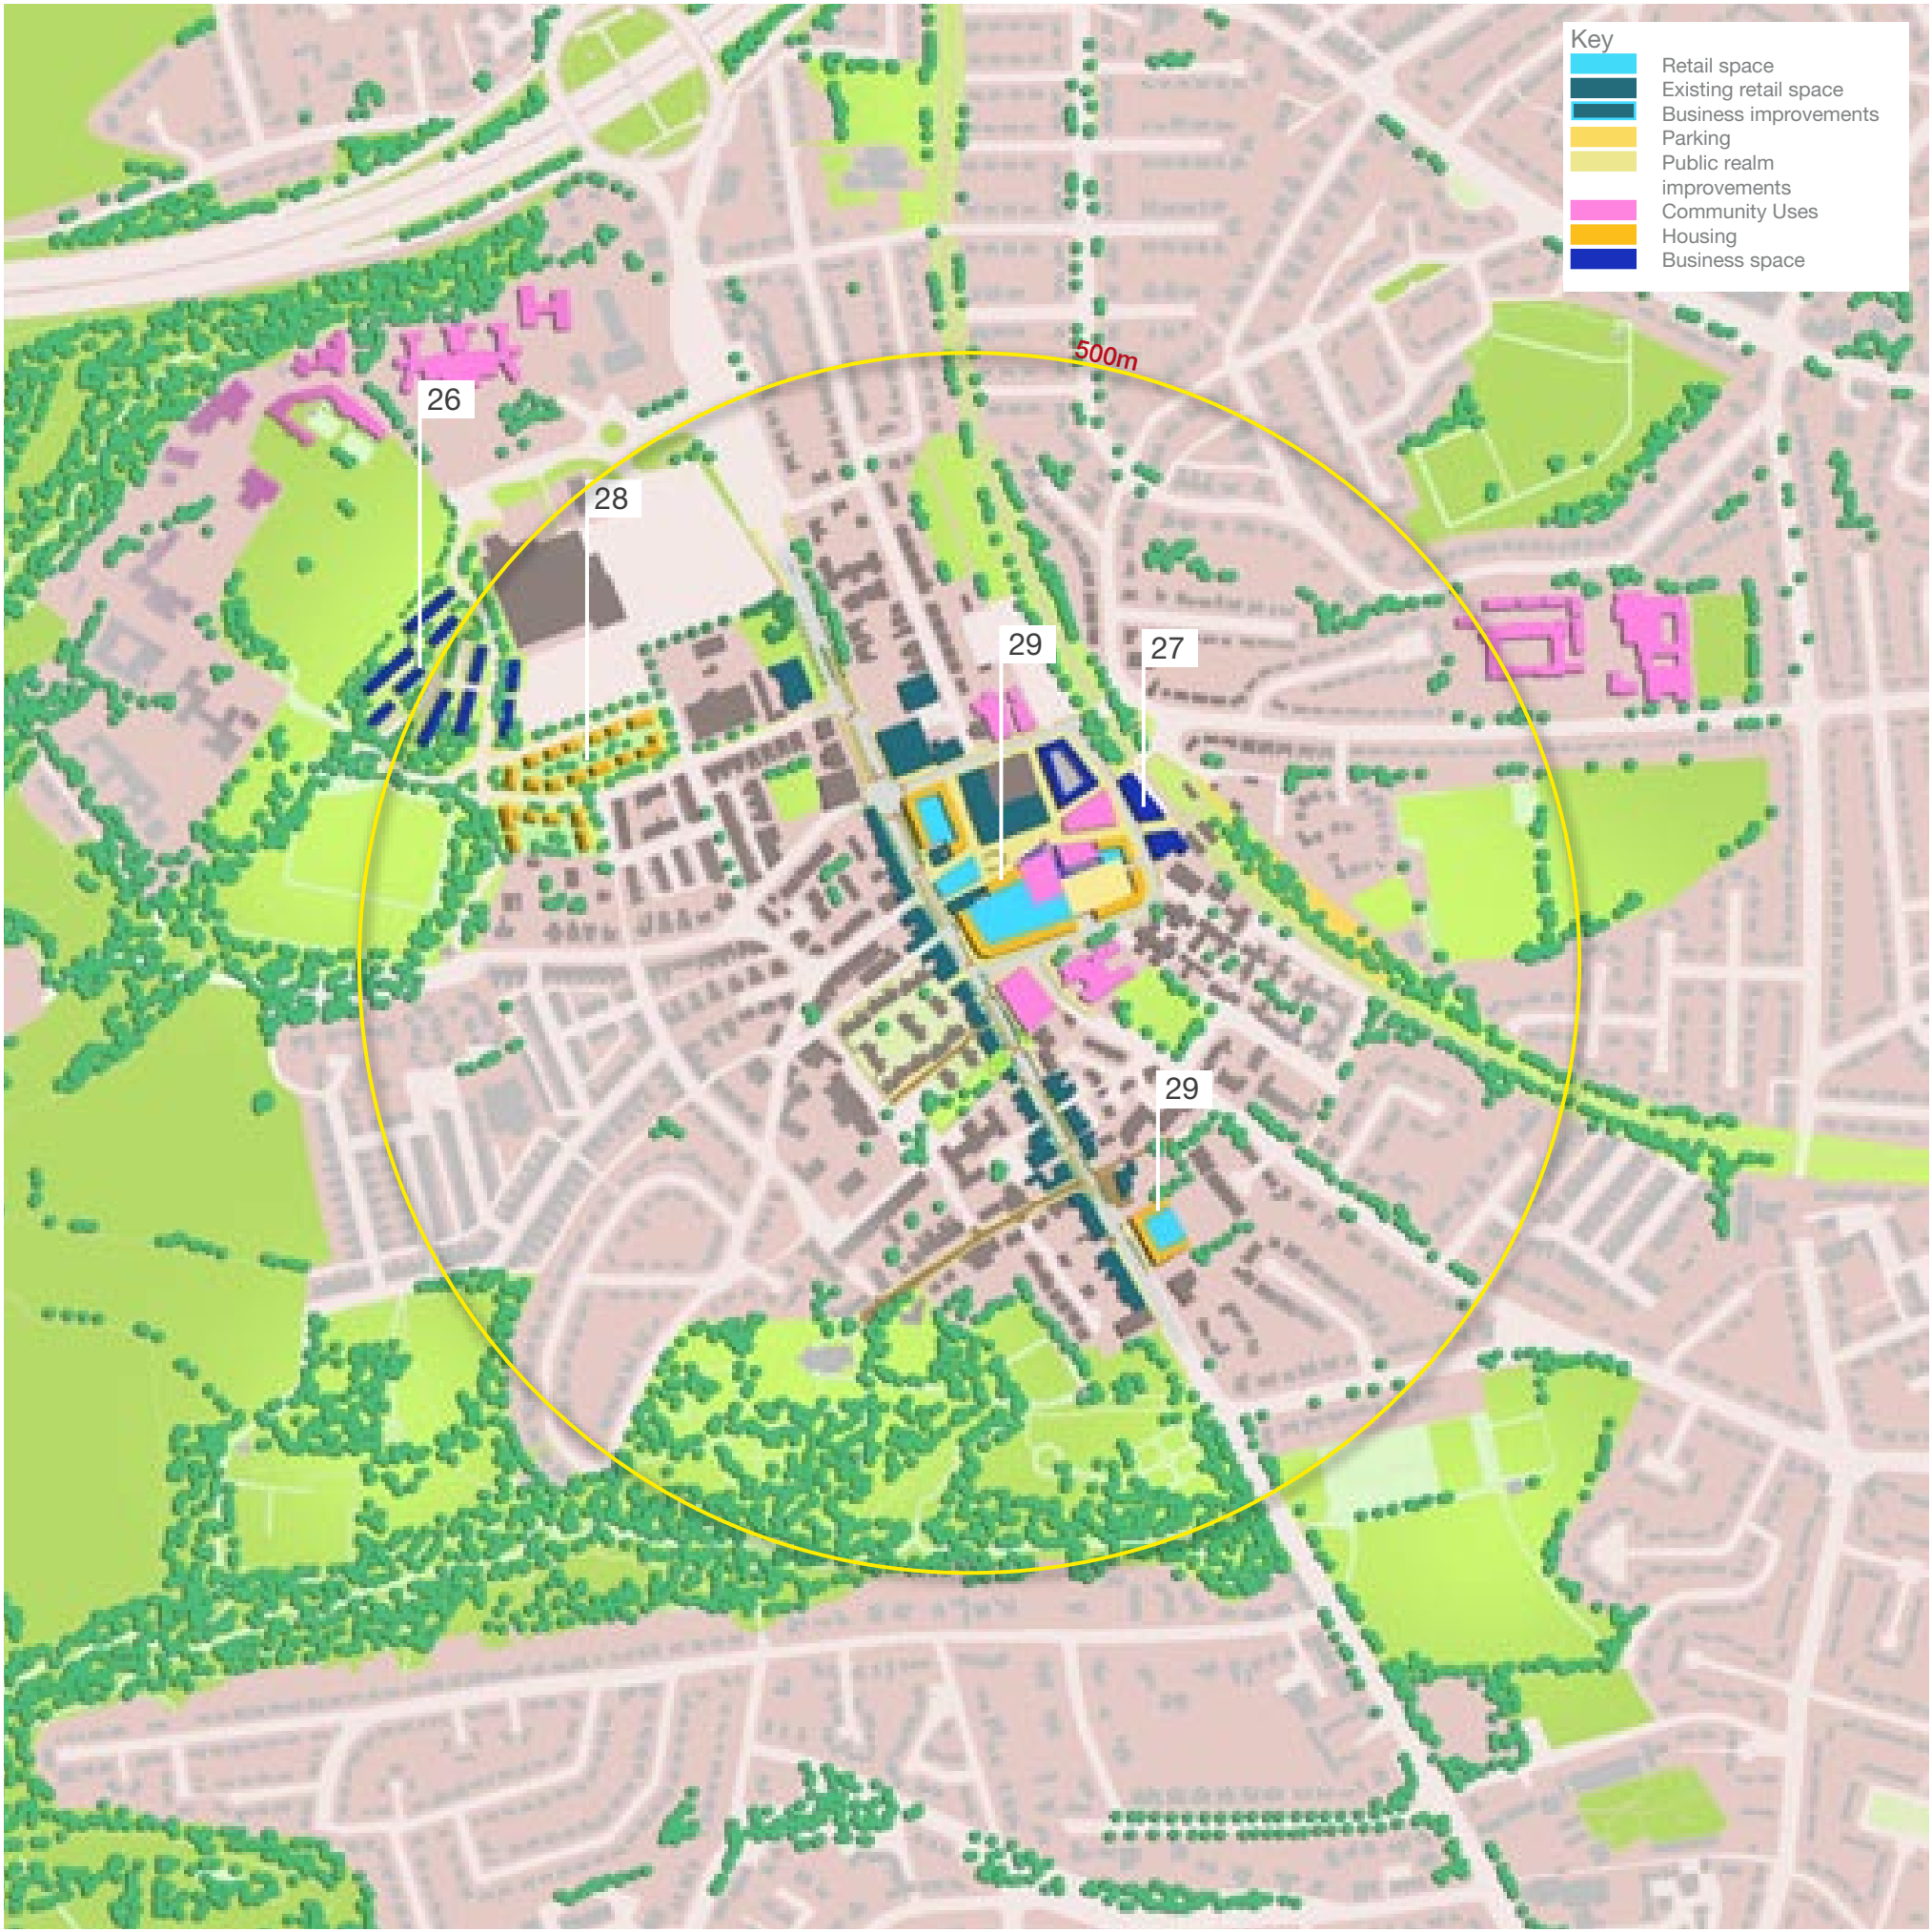 Key
Retail space
Existing retail space
Business improvements
Parking
Public realm
improvements
Community Uses
Housing
Business space
500m
26
28
29
27
29